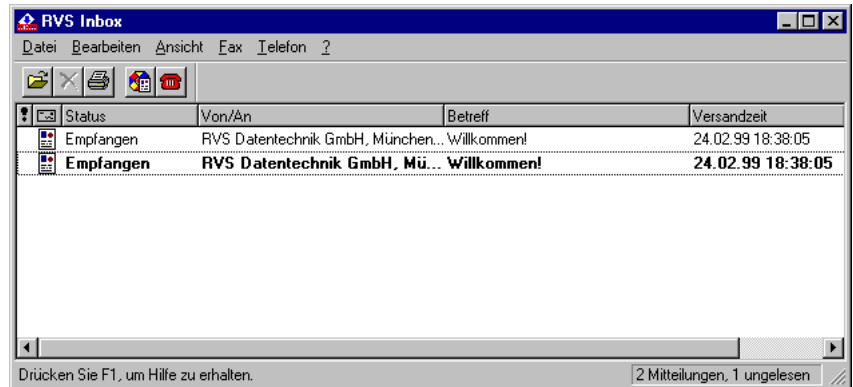 RVS Inbox
Datei Bearbeiten Ansicht Fax Telefon ?
Status Von/An Betreff Versandzeit
Empfangen RVS Datentechnik GmbH, München... Willkommen! 24.02.99 18:38:05
Empfangen RVS Datentechnik GmbH, Mü... Willkommen! 24.02.99 18:38:05
Drücken Sie F1, um Hilfe zu erhalten. 2 Mitteilungen, 1 ungelesen